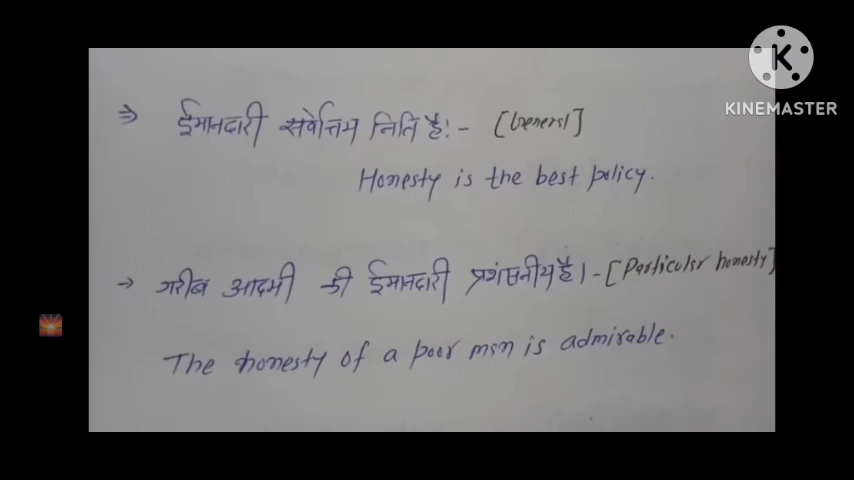 ⇒ ईमानदारी सर्वोत्तम निति है:- [General]
Honesty is the best policy.
→ गरीब आदमी की ईमानदारी प्रशंसनीय है। - [Particular honesty]
The honesty of a poor man is admirable.
KINEMASTER